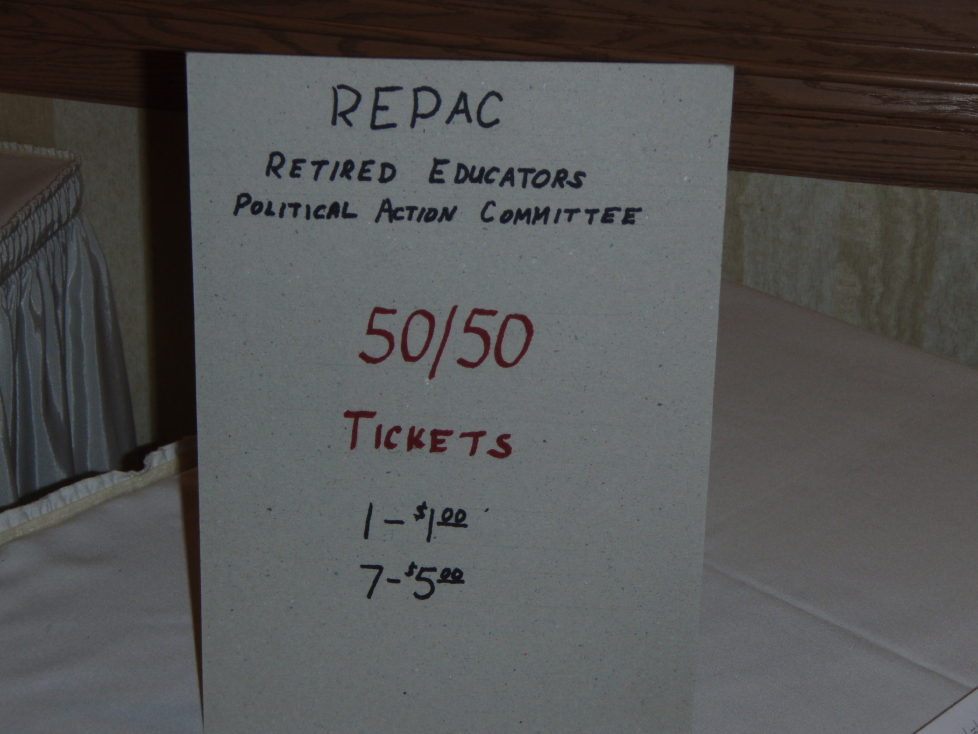 REPAC
RETIRED EDUCATORS
POLITICAL ACTION COMMITTEE
50/50
TICKETS
1-$1.00
7-$5.00